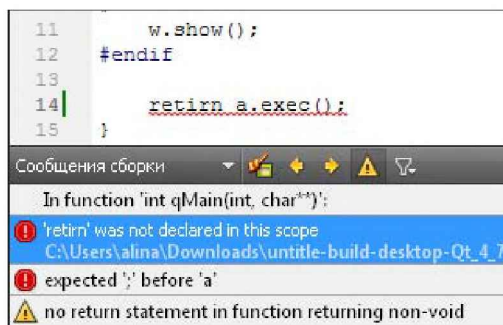 11 w.show();
12 #endif
13
14 retirn a.exec();
15 }
Сообщения сборки
In function 'int qMain(int, char**)':
'retirn' was not declared in this scope
C:\Users\alina\Downloads\untitle-build-desktop-Qt_4_7
expected ';' before 'a'
no return statement in function returning non-void